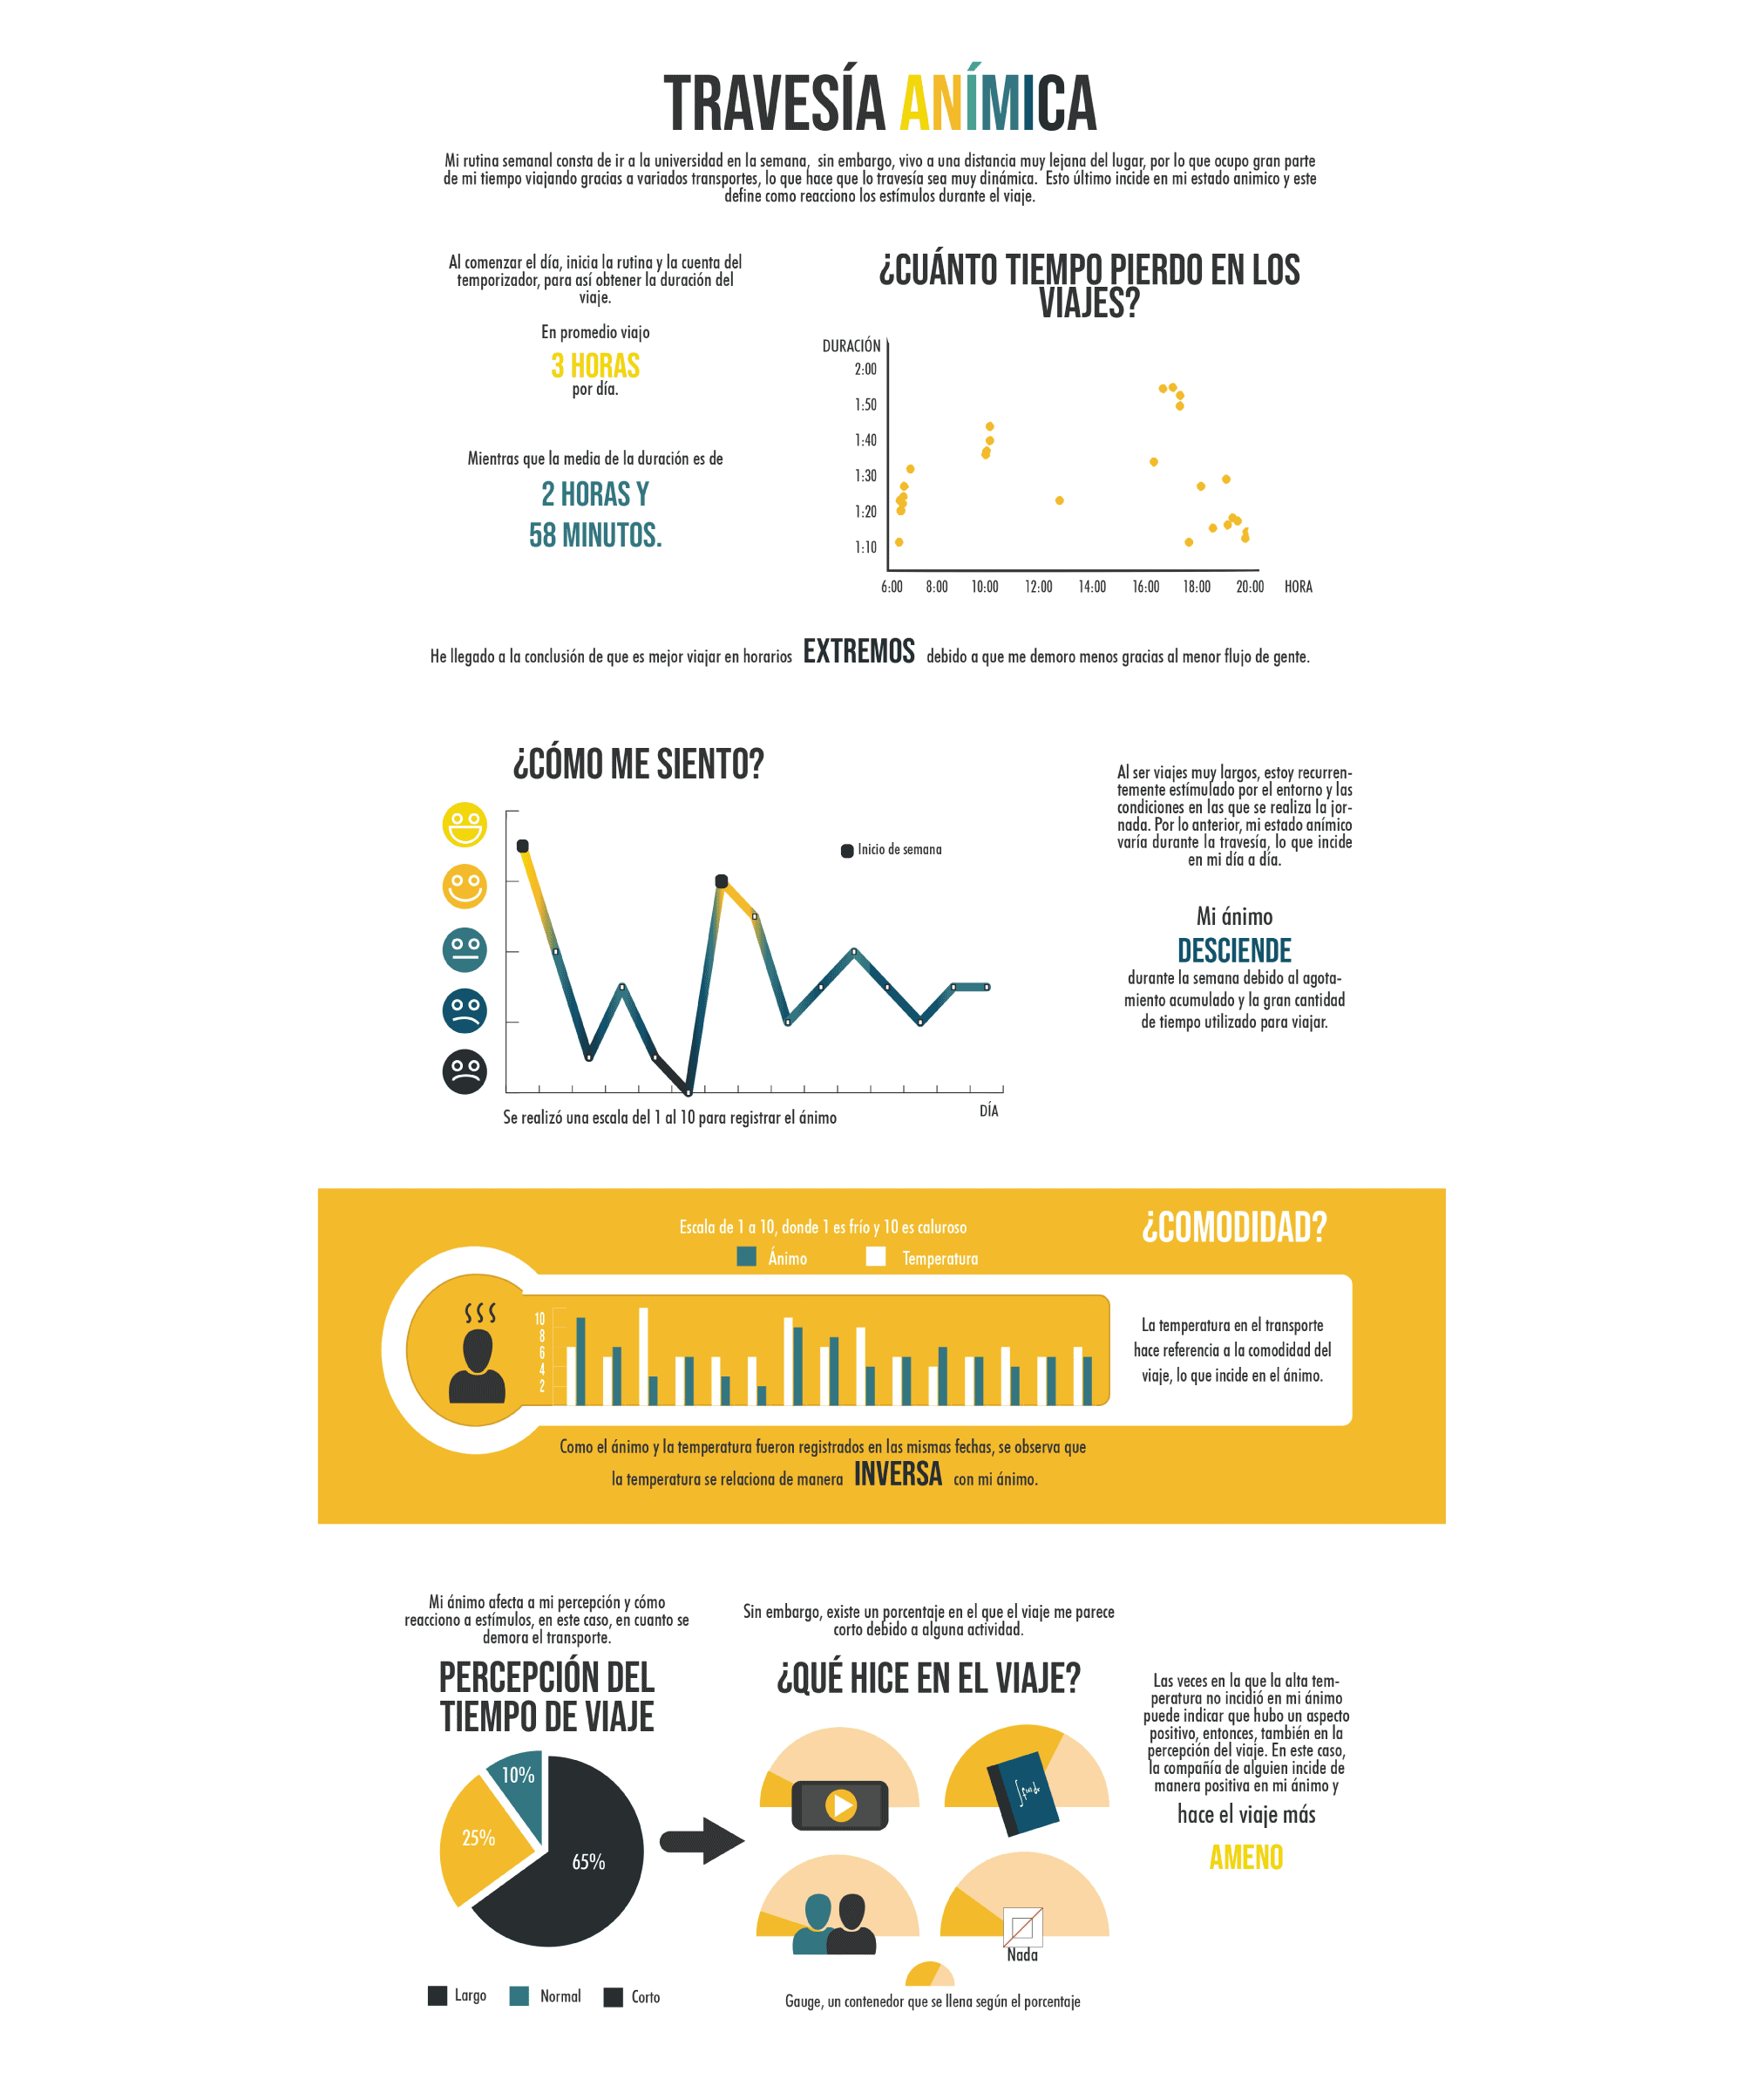 TRAVESÍA ANÍMICA
Mi rutina semanal consta de ir a la universidad en la semana, sin embargo, vivo a una distancia muy lejana del lugar, por lo que ocupo gran parte
de mi tiempo viajando gracias a variados transportes, lo que hace que lo travesía sea muy dinámica. Esto último incide en mi estado animico y este
define como reacciono los estímulos durante el viaje.
Al comenzar el día, inicia la rutina y la cuenta del
temporizador, para así obtener la duración del
viaje.
En promedio viajo
3 HORAS
por día.
Mientras que la media de la duración es de
2 HORAS Y
58 MINUTOS.
¿CUÁNTO TIEMPO PIERDO EN LOS
VIAJES?
DURACIÓN
2:00
1:50
1:40
1:30
1:20
1:10
6:00 8:00 10:00 12:00 14:00 16:00 18:00 20:00 HORA
He llegado a la conclusión de que es mejor viajar en horarios EXTREMOS debido a que me demoro menos gracias al menor flujo de gente.
¿CÓMO ME SIENTO?
Inicio de semana
DÍA
Se realizó una escala del 1 al 10 para registrar el ánimo
Al ser viajes muy largos, estoy recurren-
temente estímulado por el entorno y las
condiciones en las que se realiza la jor-
nada. Por lo anterior, mi estado anímico
varía durante la travesía, lo que incide
en mi día a día.
Mi ánimo
DESCIENDE
durante la semana debido al agota-
miento acumulado y la gran cantidad
de tiempo utilizado para viajar.
Escala de 1 a 10, donde 1 es frío y 10 es caluroso
Ánimo Temperatura
¿COMODIDAD?
10
8
6
4
2
La temperatura en el transporte
hace referencia a la comodidad del
viaje, lo que incide en el ánimo.
Como el ánimo y la temperatura fueron registrados en las mismas fechas, se observa que
la temperatura se relaciona de manera INVERSA con mi ánimo.
Mi ánimo afecta a mi percepción y cómo
reacciono a estímulos, en este caso, en cuanto se
demora el transporte.
PERCEPCIÓN DEL
TIEMPO DE VIAJE
10%
25%
65%
Largo Normal Corto
Sin embargo, existe un porcentaje en el que el viaje me parece
corto debido a alguna actividad.
¿QUÉ HICE EN EL VIAJE?
Nada
Gauge, un contenedor que se llena según el porcentaje
Las veces en la que la alta tem-
peratura no incidió en mi ánimo
puede indicar que hubo un aspecto
positivo, entonces, también en la
percepción del viaje. En este caso,
la compañía de alguien incide de
manera positiva en mi ánimo y
hace el viaje más
AMENO